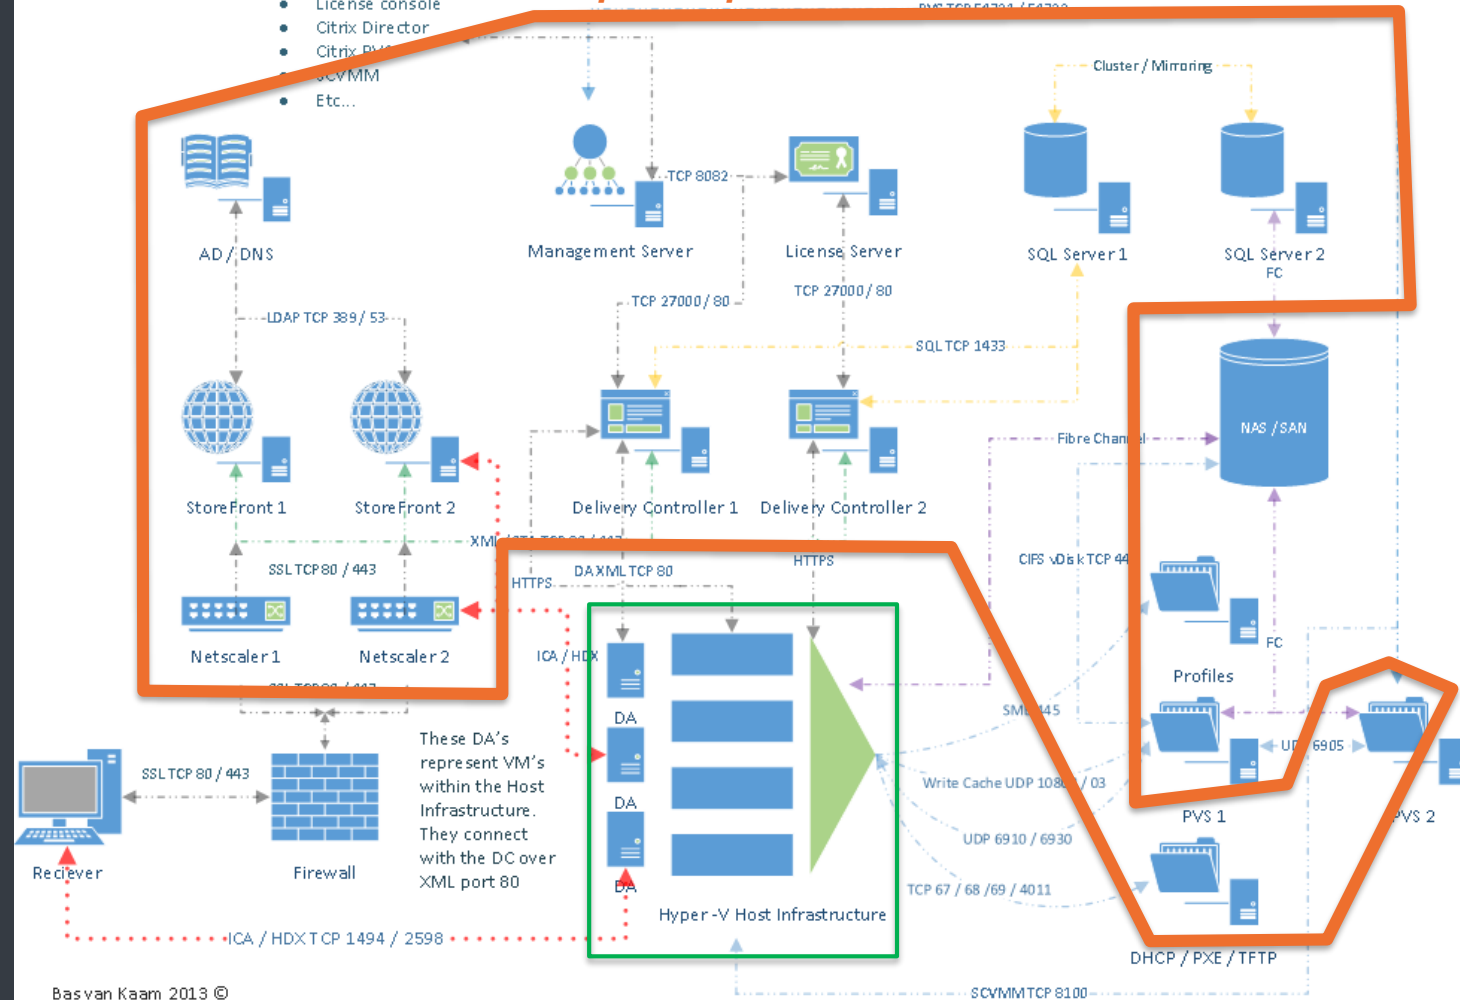 License console
Citrix Director
Citrix
SCVMM
Etc...
PVS TCP 54321 / 54323
Cluster / Mirroring
TCP 8082
AD / DNS
Management Server
License Server
SQL Server 1
SQL Server 2
FC
TCP 27000 / 80
TCP 27000 / 80
LDAP TCP 389 / 53
SQL TCP 1433
NAS / SAN
Fibre Channel
StoreFront 1
StoreFront 2
Delivery Controller 1
Delivery Controller 2
SSL TCP 80 / 443
HTTPS
DA XML TCP 80
HTTPS
CIFS vDisk TCP 44
Netscaler 1
Netscaler 2
ICA / HDX
FC
Profiles
SMB 445
DA
These DA's
represent VM's
within the Host
Infrastructure.
They connect
with the DC over
XML port 80
UDP 6905
SSL TCP 80 / 443
Write Cache UDP / 03
DA
PVS 1
PVS 2
UDP 6910 / 6930
Reciever
Firewall
DA
TCP 67 / 68 /69 / 4011
Hyper -V Host Infrastructure
ICA / HDX TCP 1494 / 2598
DHCP / PXE / TFTP
Bas van Kaam 2013 ©
SCVMM TCP 8100